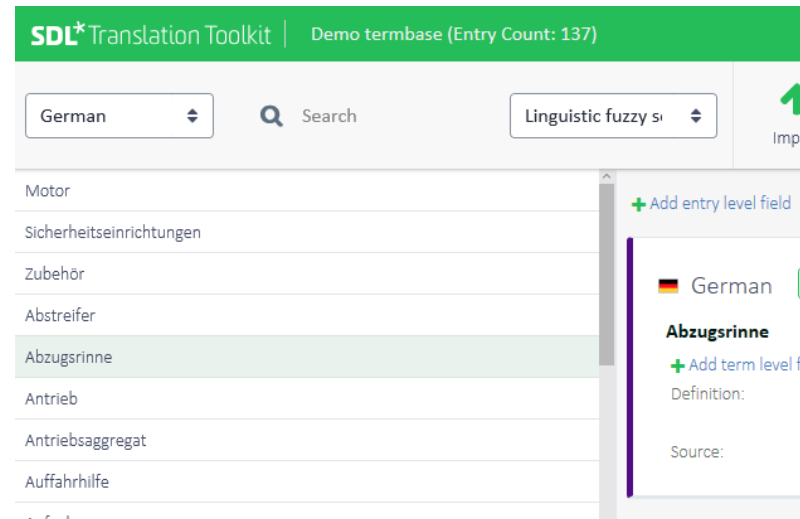 SDL* Translation Toolkit | Demo termbase (Entry Count: 137)
German Search Linguistic fuzzy
Motor
Sicherheitseinrichtungen
Zubehör
Abstreifer
Abzugsrinne
Antrieb
Antriebsaggregat
Auffahrhilfe
Add entry level field
German
Abzugsrinne
Add term level
Definition:
Source: